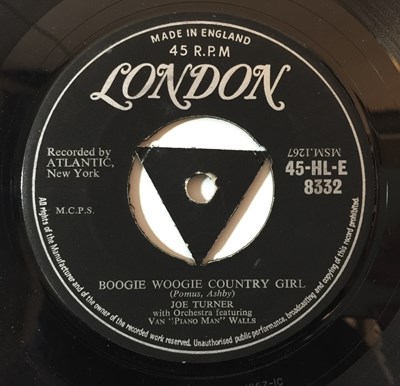 MADE IN ENGLAND
45 R.P.M
LONDON
Recorded by
ATLANTIC,
New York
M.C.P.S.
MSM.1267
45-HL-E
8332
BOOGIE WOOGIE COUNTRY GIRL
(Pomus, Ashby)
JOE TURNER
with Orchestra featuring
VAN "PIANO MAN" WALLS
All rights of the Manufacturer and of the Owner of the recorded work reserved. Unauthorised public performance, broadcasting and copying of this record prohibited.